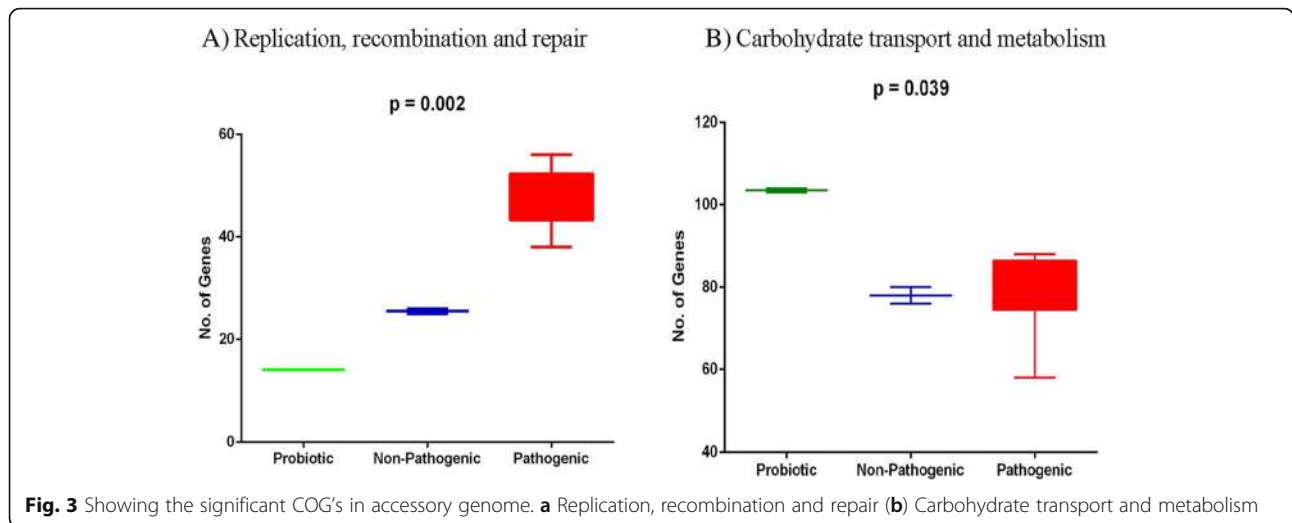 A) Replication, recombination and repair
p = 0.002
No. of Genes
60
40
20
0
Probiotic
Non-Pathogenic
Pathogenic
B) Carbohydrate transport and metabolism
p = 0.039
No. of Genes
120
100
80
60
40
Probiotic
Non-Pathogenic
Pathogenic
Fig. 3 Showing the significant COG's in accessory genome. a Replication, recombination and repair (b) Carbohydrate transport and metabolism